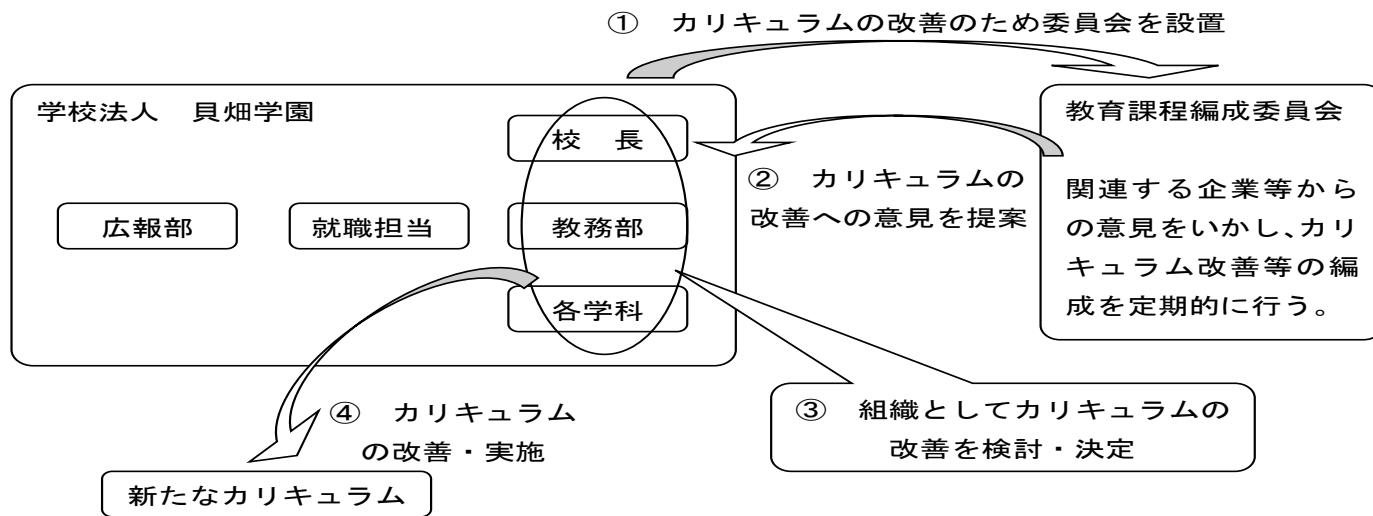 ① カリキュラムの改善のため委員会を設置
学校法人 貝畑学園
校 長
広報部
就職担当
教務部
各学科
教育課程編成委員会
関連する企業等から
の意見をいかし、カリ
キュラム改善等の編
成を定期的に行う。
② カリキュラムの
改善への意見を提案
③ 組織としてカリキュラムの
改善を検討・決定
④ カリキュラム
の改善・実施
新たなカリキュラム